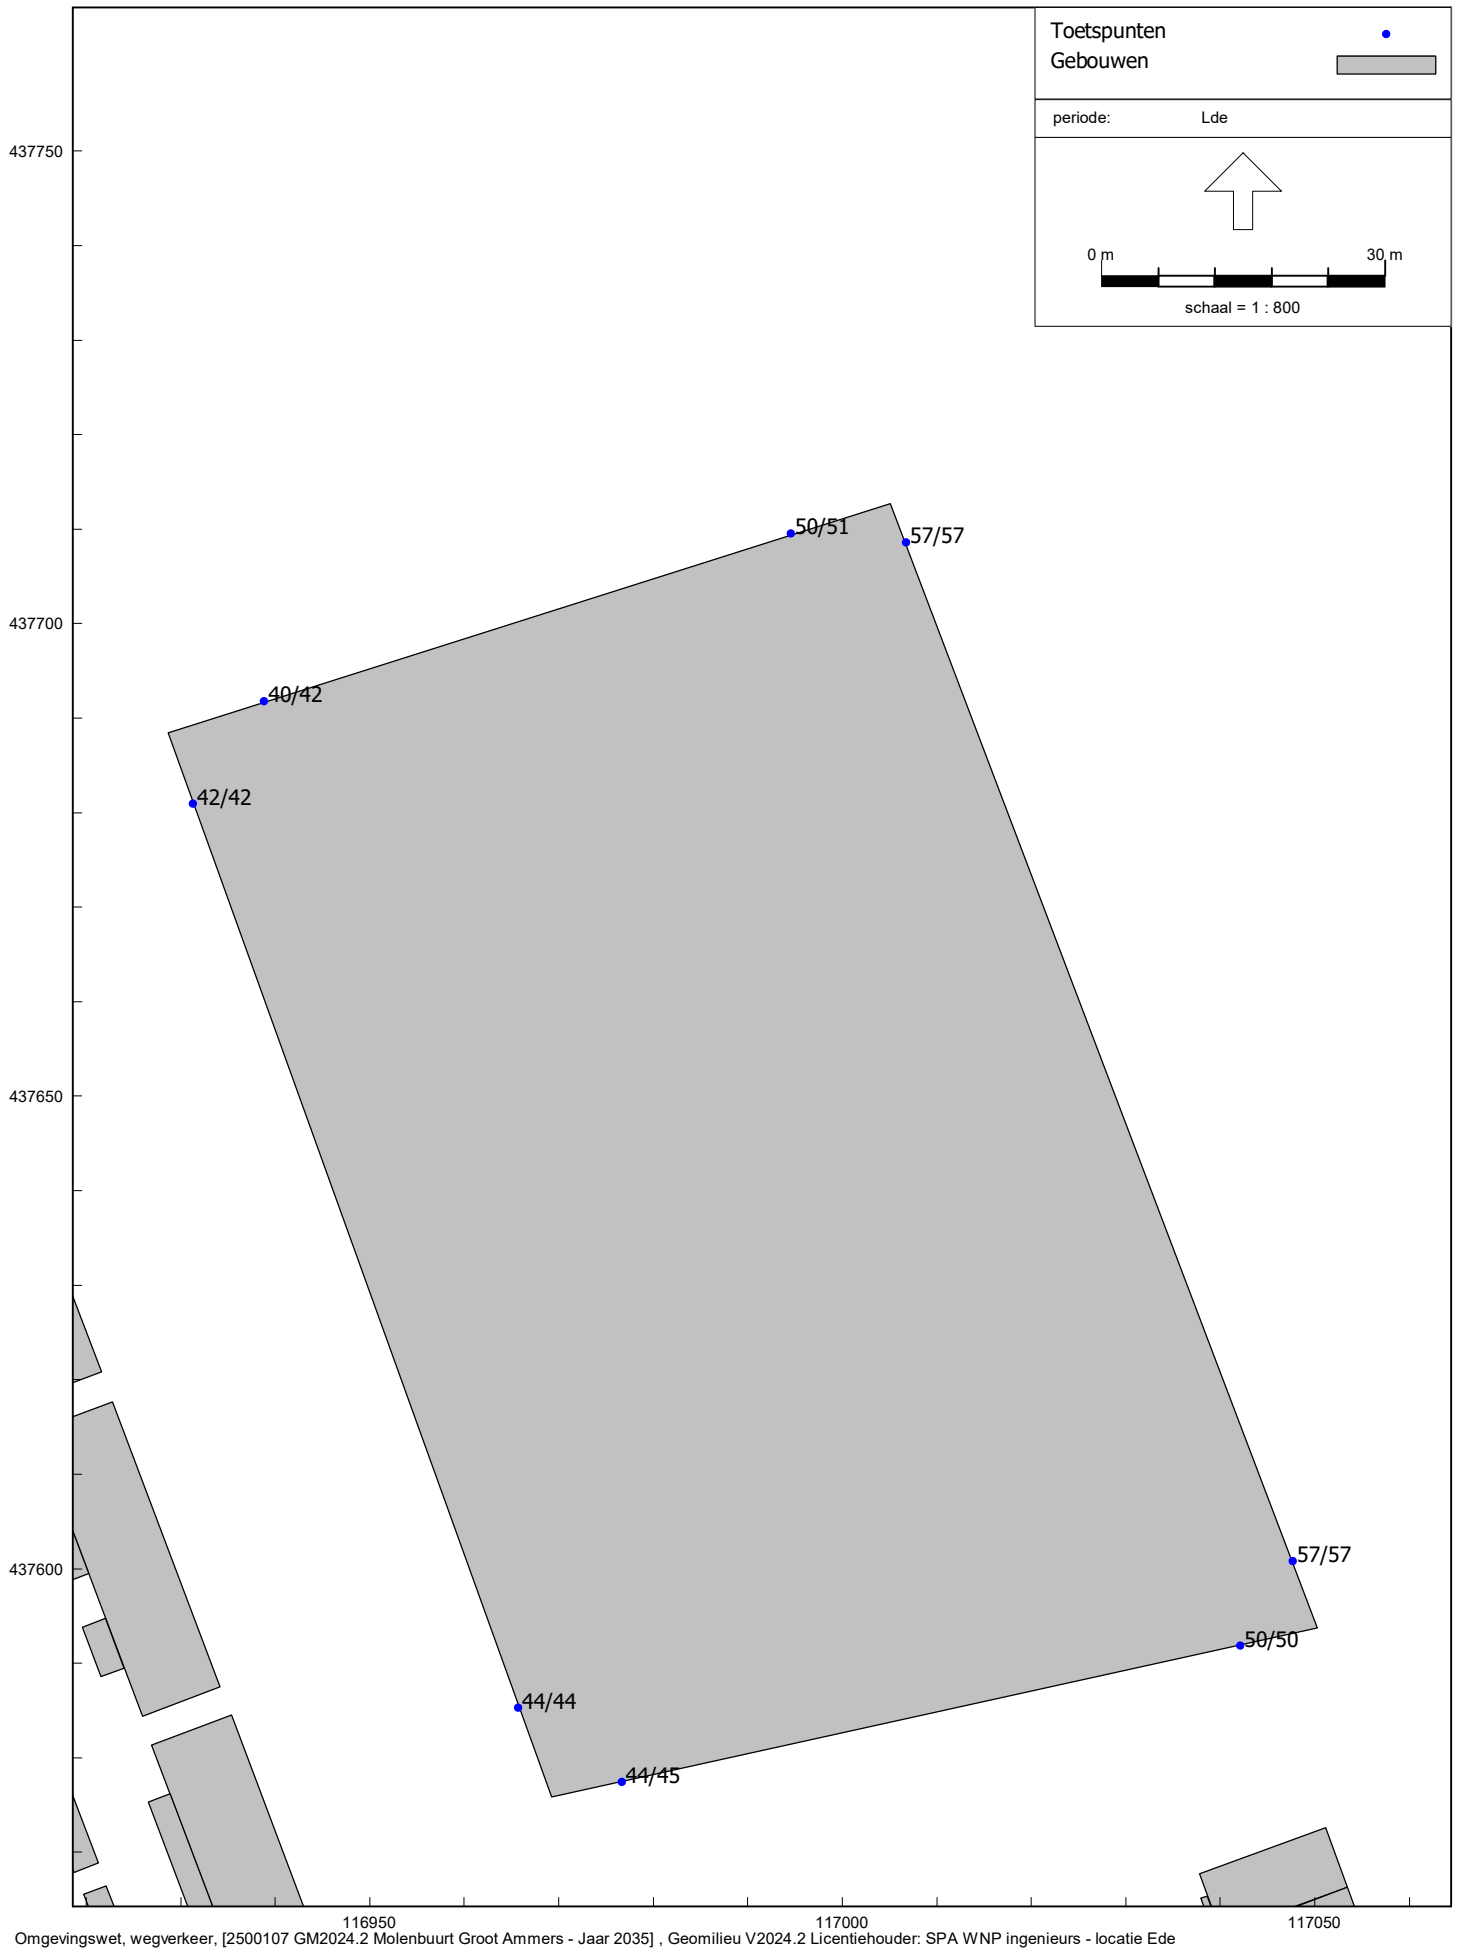 Toetspunten
Gebouwen
periode: Lde
437750
0 m 30 m
schaal = 1 : 800
50/51
57/57
437700
40/42
42/42
437650
57/57
437600
50/50
44/44
44/45
116950 117000 117050
Omgevingswet, wegverkeer, [2500107 GM2024.2 Molenbuurt Groot Ammers - Jaar 2035] , Geomilieu V2024.2 Licentiehouder: SPA WNP ingenieurs - locatie Ede